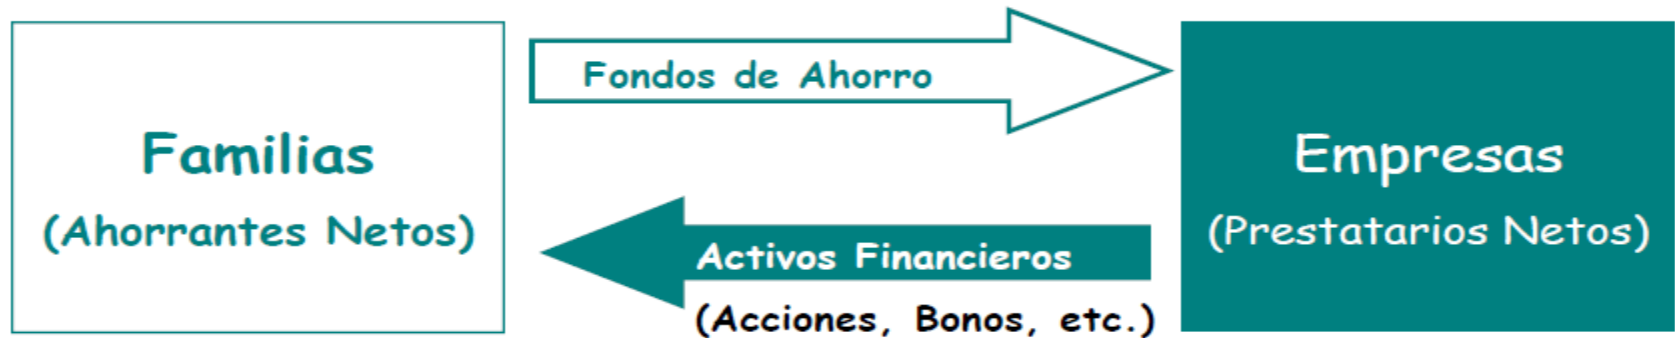 Familias
(Ahorrantes Netos)
Fondos de Ahorro
Activos Financieros
(Acciones, Bonos, etc.)
Empresas
(Prestatarios Netos)